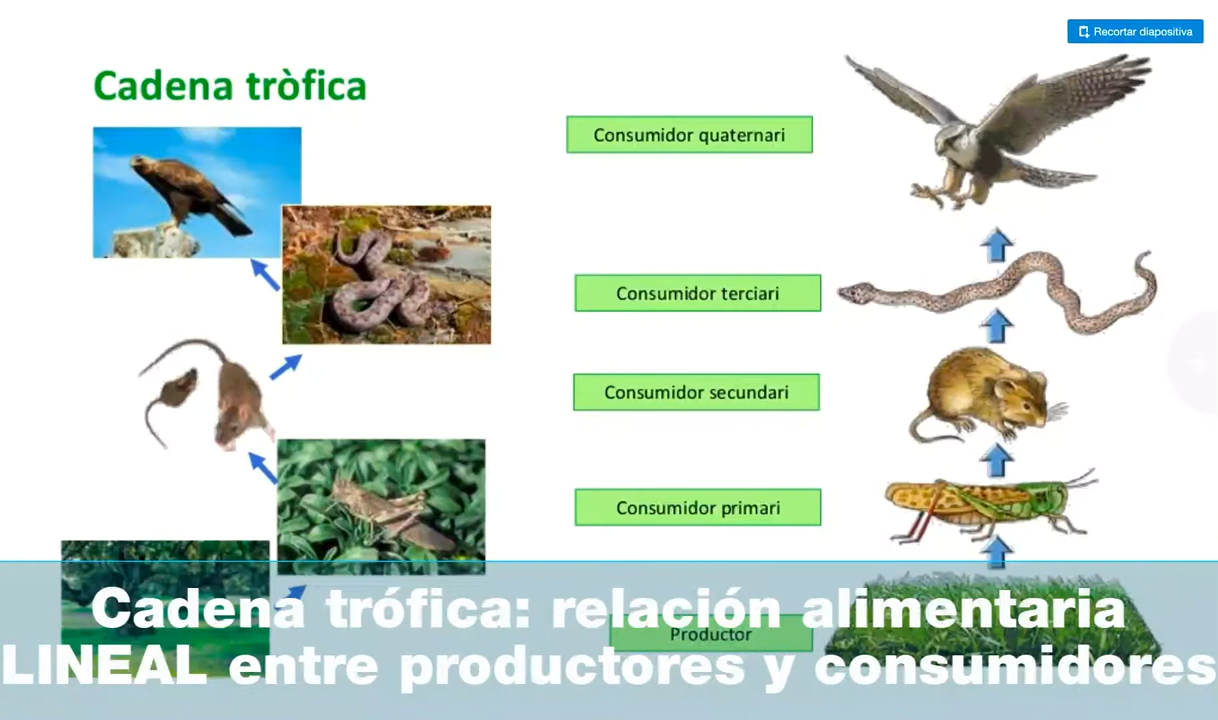 Recortar diapositiva
Cadena tròfica
Consumidor quaternari
Consumidor terciari
Consumidor secundari
Consumidor primari
Productor
Cadena trófica: relación alimentaria
LINEAL entre productores y consumidores